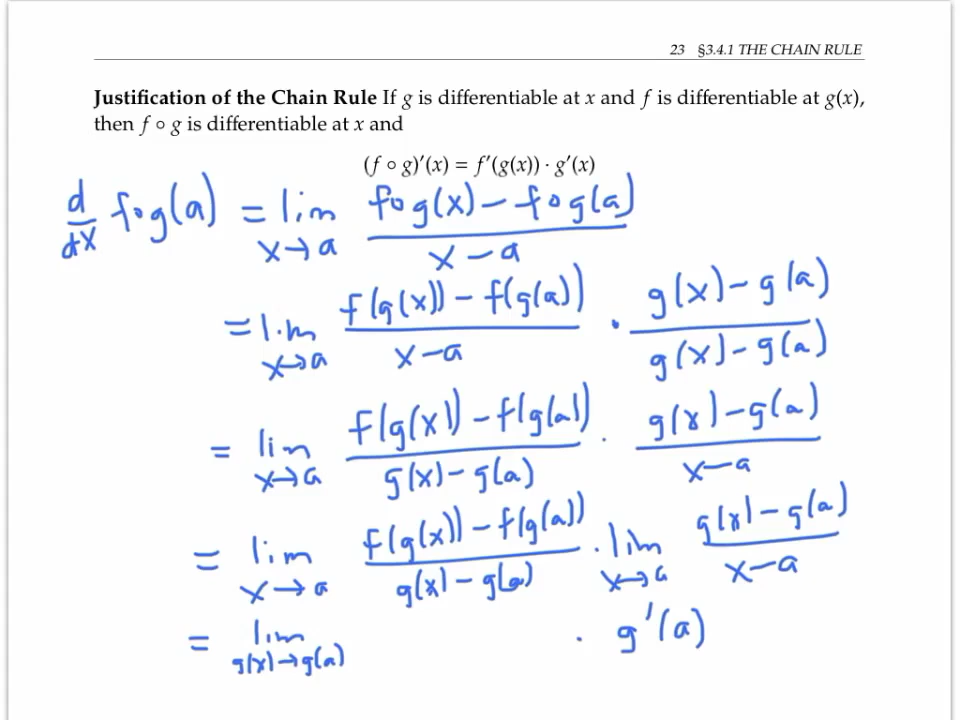 23 §3.4.1 THE CHAIN RULE
Justification of the Chain Rule If g is differentiable at x and f is differentiable at g(x),
then f ∘ g is differentiable at x and
(f ∘ g)′(x) = f′(g(x)) · g′(x)
d/dx f∘g(a) = lim x→a (f∘g(x) − f∘g(a))/(x − a)
= lim x→a (f(g(x)) − f(g(a)))/(x − a) · (g(x) − g(a))/(g(x) − g(a))
= lim x→a (f(g(x)) − f(g(a)))/(g(x) − g(a)) · (g(x) − g(a))/(x − a)
= lim x→a (f(g(x)) − f(g(a)))/(g(x) − g(a)) · lim x→a (g(x) − g(a))/(x − a)
= lim g(x)→g(a) · g′(a)